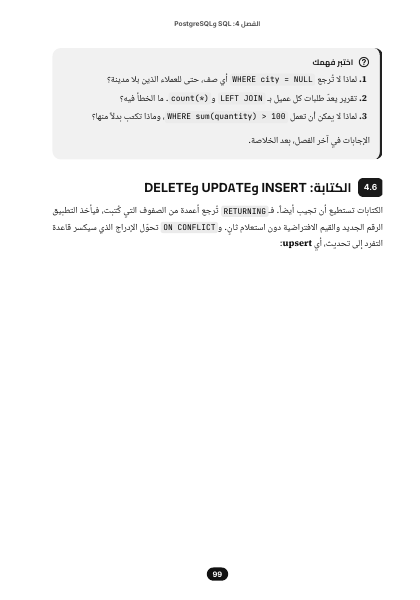 الفصل 4: SQL وPostgreSQL
اختبر فهمك
1. لماذا لا تُرجع WHERE city = NULL أي صف، حتى للعملاء الذين بلا مدينة؟
2. تقرير يعدّ طلبات كل عميل بـ LEFT JOIN و count(*) . ما الخطأ فيه؟
3. لماذا لا يمكن أن تعمل WHERE sum(quantity) > 100 ، وماذا تكتب بدلاً منها؟
الإجابات في آخر الفصل، بعد الخلاصة.
4.6 الكتابة: INSERT وUPDATE وDELETE
الكتابات تستطيع أن تجيب أيضاً. فـ RETURNING تُرجع أعمدة من الصفوف التي كُتبت، فيأخذ التطبيق
الرقم الجديد والقيم الافتراضية دون استعلام ثانٍ. و ON CONFLICT تحوّل الإدراج الذي سيكسر قاعدة
التفرد إلى تحديث، أي upsert:
99